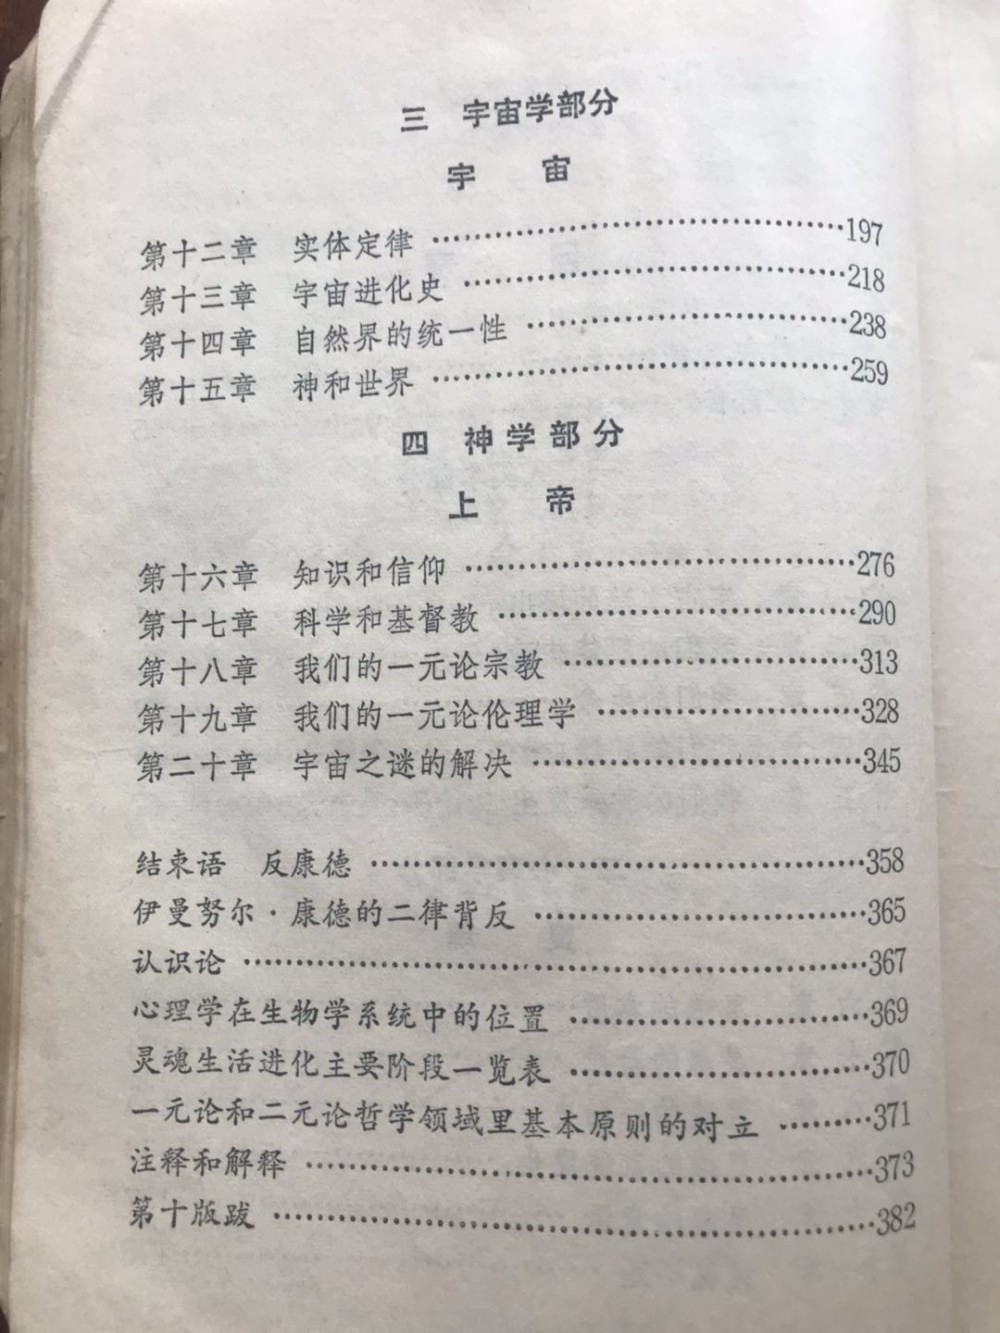 三 宇宙学部分
宇 宙
第十二章 实体定律 ……………………………197
第十三章 宇宙进化史 ……………………………218
第十四章 自然界的统一性 ……………………………238
第十五章 神和世界 ……………………………259
四 神学部分
上 帝
第十六章 知识和信仰 ……………………………276
第十七章 科学和基督教 ……………………………290
第十八章 我们的一元论宗教 ……………………………313
第十九章 我们的一元论伦理学 ……………………………328
第二十章 宇宙之谜的解决 ……………………………345
结束语 反康德 ……………………………358
伊曼努尔·康德的二律背反 ……………………………365
认识论 ……………………………367
心理学在生物学系统中的位置 ……………………………369
灵魂生活进化主要阶段一览表 ……………………………370
一元论和二元论哲学领域里基本原则的对立 ………371
注释和解释 ……………………………373
第十版跋 ……………………………382